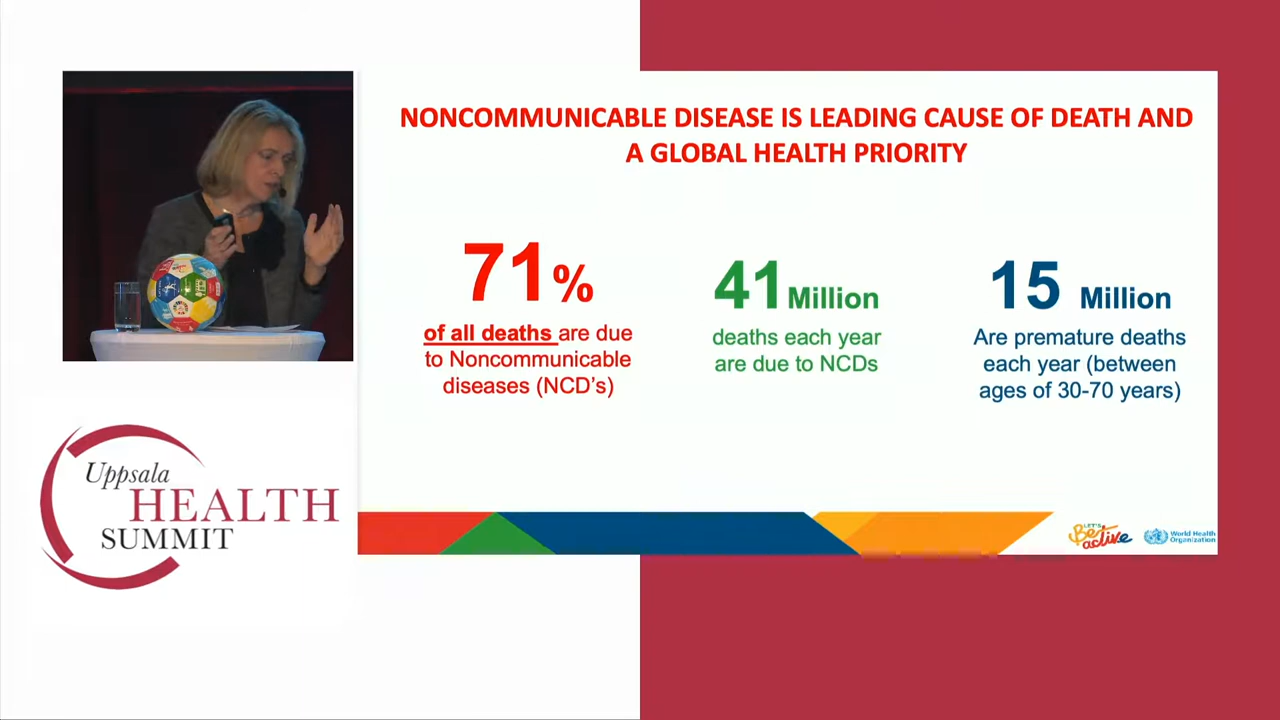 NONCOMMUNICABLE DISEASE IS LEADING CAUSE OF DEATH AND
A GLOBAL HEALTH PRIORITY
71%
of all deaths are due
to Noncommunicable
diseases (NCD's)
41 Million
deaths each year
are due to NCDs
15 Million
Are premature deaths
each year (between
ages of 30-70 years)
Uppsala
HEALTH
SUMMIT
LET'S
Be
active
World Health
Organization